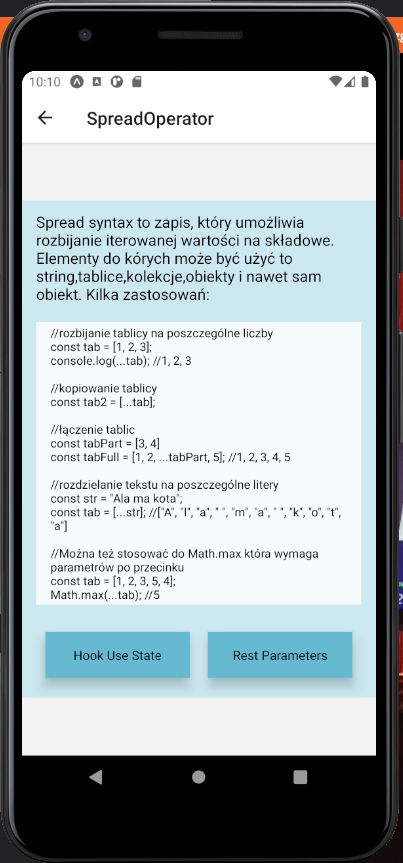 10:10
SpreadOperator
Spread syntax to zapis, który umożliwia
rozbijanie iterowanej wartości na składowe.
Elementy do kórych może być użyć to
string,tablice,kolekcje,obiekty i nawet sam
obiekt. Kilka zastosowań:
//rozbijanie tablicy na poszczególne liczby
const tab = [1, 2, 3];
console.log(...tab); //1, 2, 3
//kopiowanie tablicy
const tab2 = [...tab];
//łączenie tablic
const tabPart = [3, 4]
const tabFull = [1, 2, ...tabPart, 5]; //1, 2, 3, 4, 5
//rozdzielanie tekstu na poszczególne litery
const str = "Ala ma kota";
const tab = [...str]; //["A", "l", "a", " ", "m", "a", " ", "k", "o", "t",
"a"]
//Można też stosować do Math.max która wymaga
parametrów po przecinku
const tab = [1, 2, 3, 5, 4];
Math.max(...tab); //5
Hook Use State
Rest Parameters